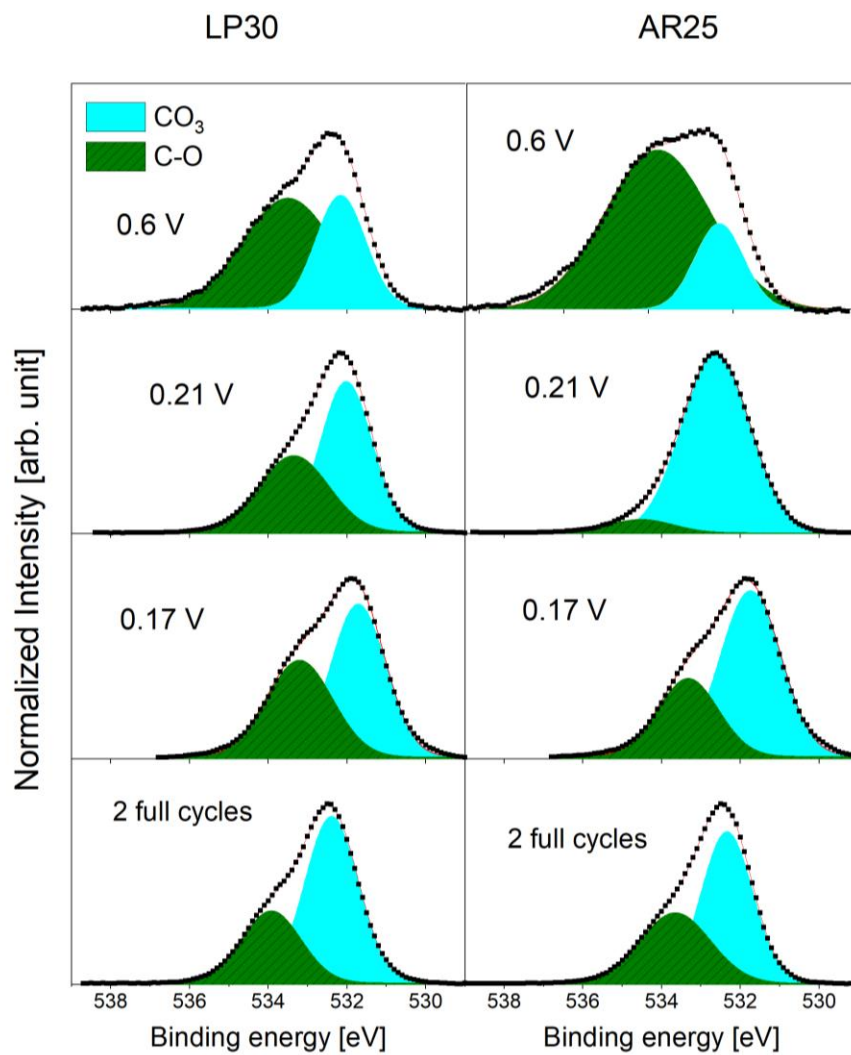 LP30
AR25
CO₃
C-O
0.6 V
0.6 V
0.21 V
0.21 V
0.17 V
0.17 V
2 full cycles
2 full cycles
Normalized Intensity [arb. unit]
538 536 534 532 530
538 536 534 532 530
Binding energy [eV]
Binding energy [eV]